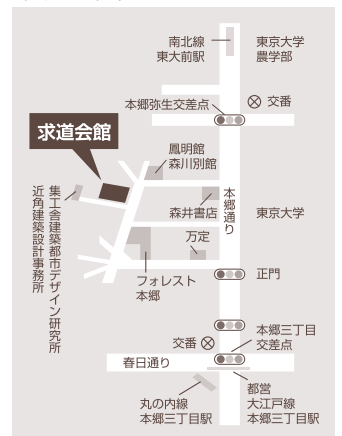 南北線
東大前駅
東京大学
農学部
交番
本郷弥生交差点
求道会館
鳳明館
森川別館
集工舎建築都市デザイン研究所
近角建築設計事務所
森井書店
本郷通り
東京大学
万定
フォレスト
本郷
正門
本郷三丁目
交差点
交番
春日通り
丸の内線
本郷三丁目駅
都営
大江戸線
本郷三丁目駅